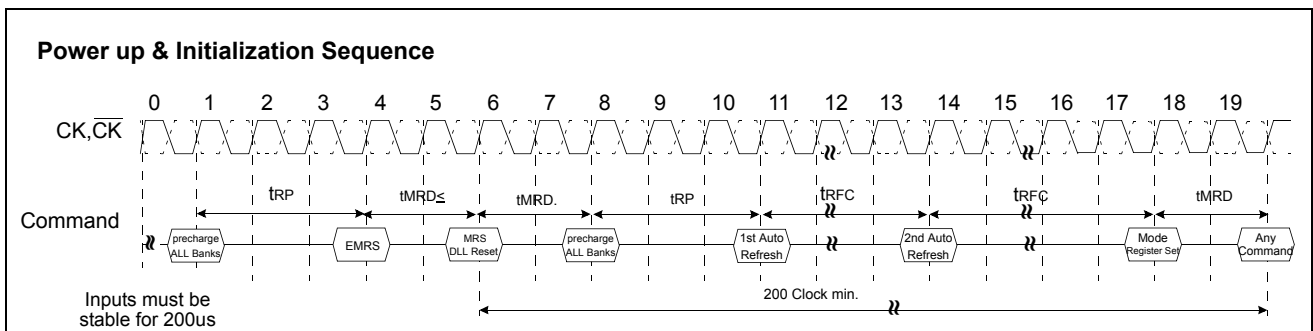 Power up & Initialization Sequence
0 1 2 3 4 5 6 7 8 9 10 11 12 13 14 15 16 17 18 19
CK,CK
tRP tMRD≤ tMRD. tRP tRFC tRFC tMRD
Command
precharge
ALL Banks
EMRS
MRS
DLL Reset
precharge
ALL Banks
1st Auto
Refresh
2nd Auto
Refresh
Mode
Register Set
Any
Command
200 Clock min.
Inputs must be
stable for 200us